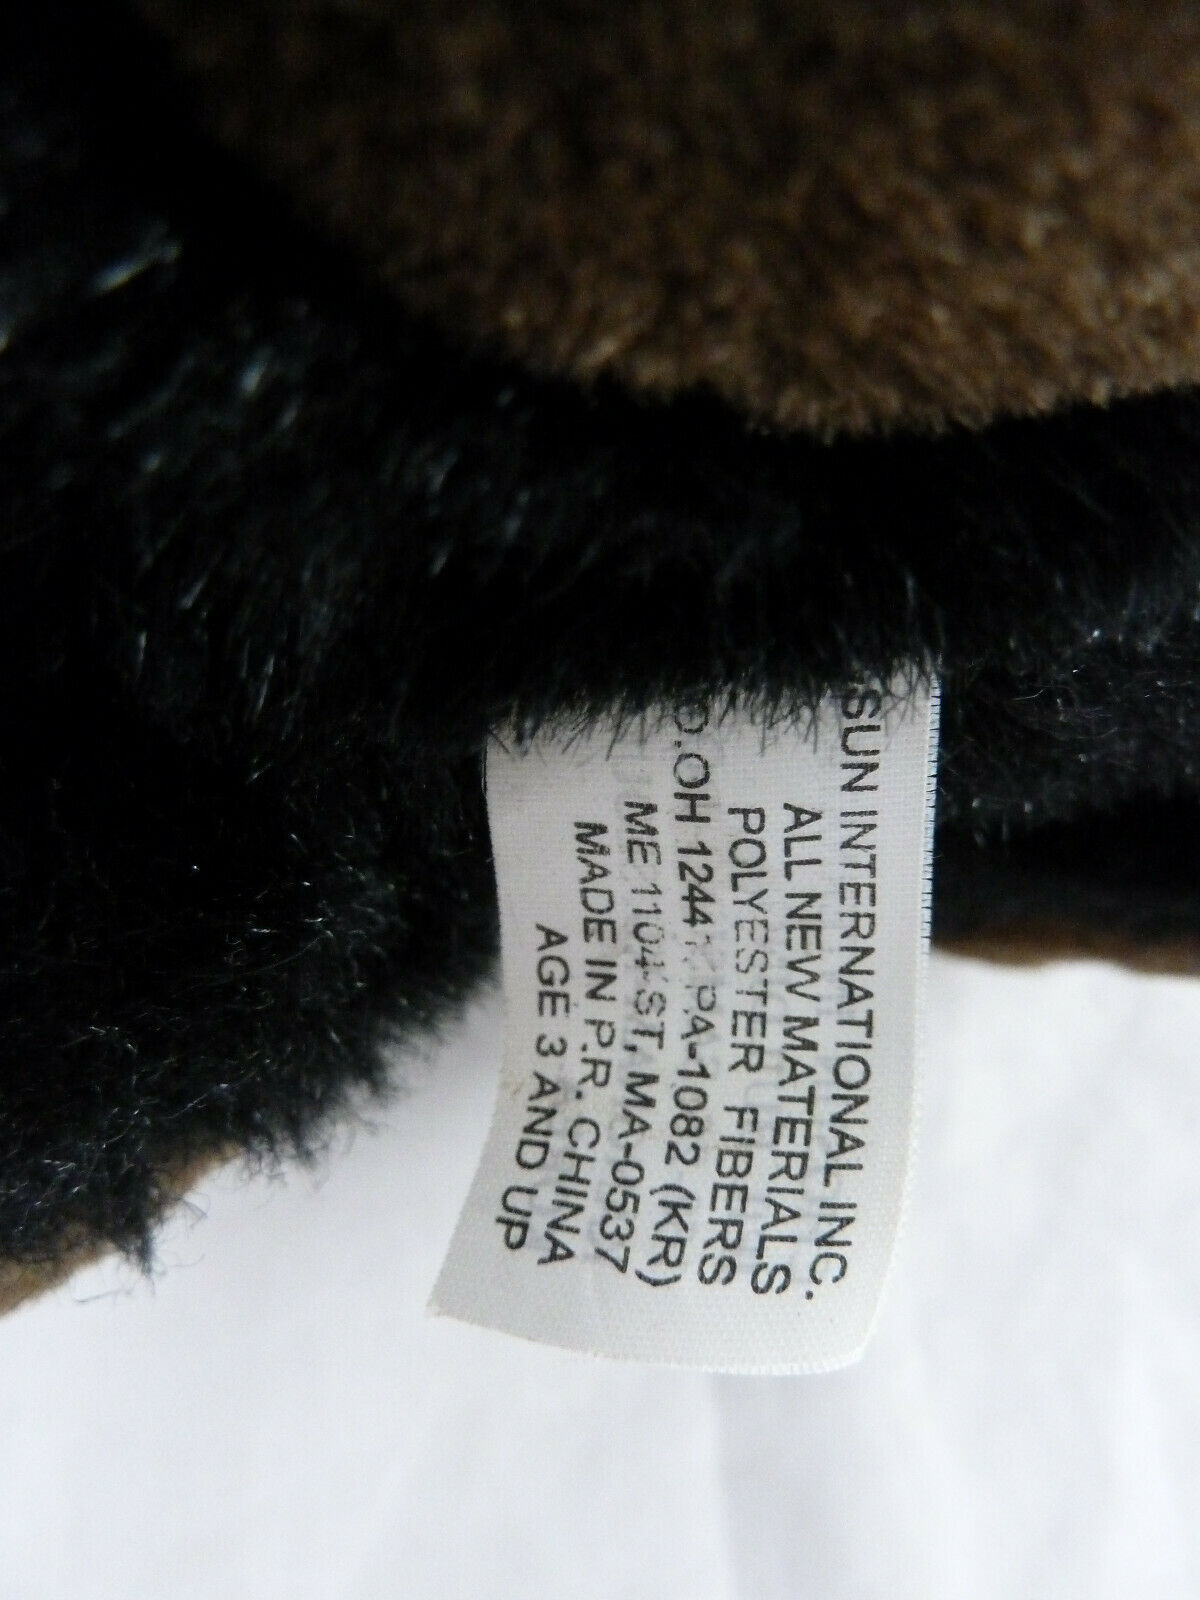 SUN INTERNATIONAL INC.
ALL NEW MATERIALS
POLYESTER FIBERS
O.OH 1244 PA-1082 (KR)
ME 1104-ST, MA-0537
MADE IN P.R. CHINA
AGE 3 AND UP